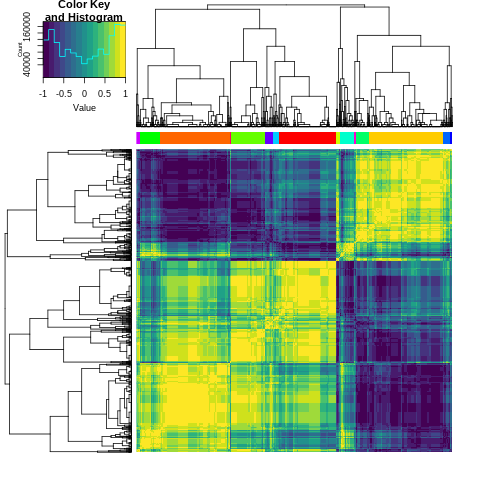 Color Key
and Histogram
Count
40000 160000
-1 -0.5 0 0.5 1
Value